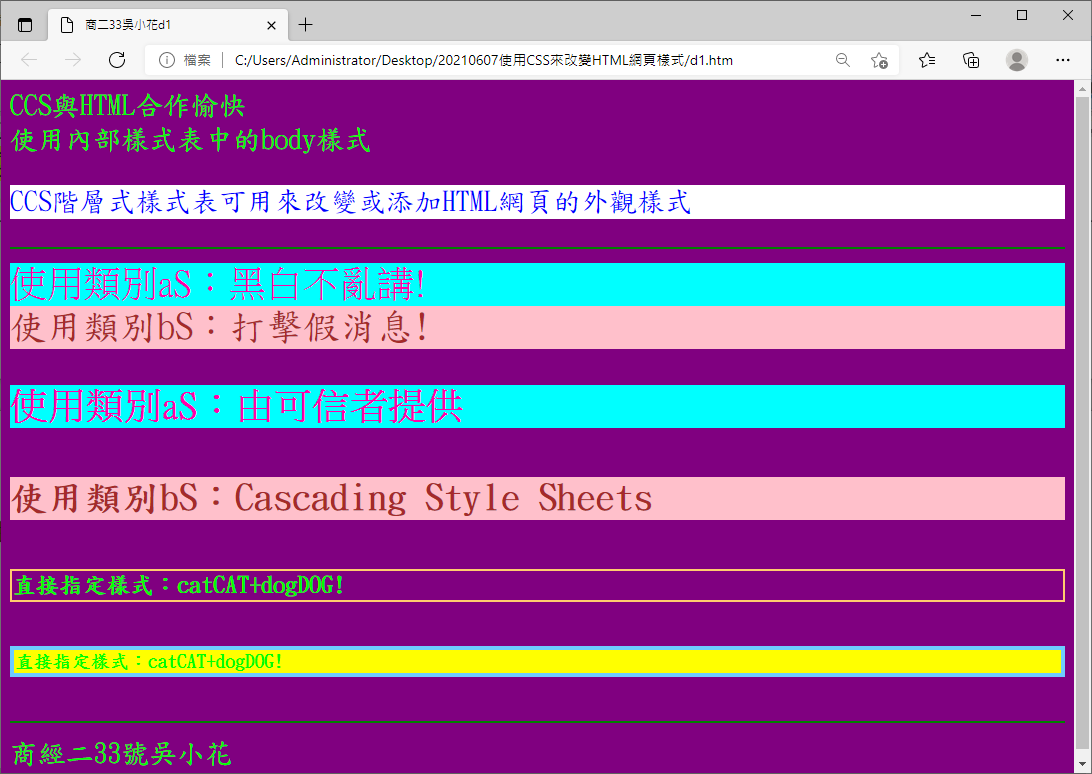 商二33吳小花d1
檔案
C:/Users/Administrator/Desktop/20210607使用CSS來改變HTML網頁樣式/d1.htm
CCS與HTML合作愉快
使用內部樣式表中的body樣式
CCS階層式樣式表可用來改變或添加HTML網頁的外觀樣式
使用類別aS：黑白不亂講!
使用類別bS：打擊假消息!
使用類別aS：由可信者提供
使用類別bS：Cascading Style Sheets
直接指定樣式：catCAT+dogDOG!
直接指定樣式：catCAT+dogDOG!
商經二33號吳小花